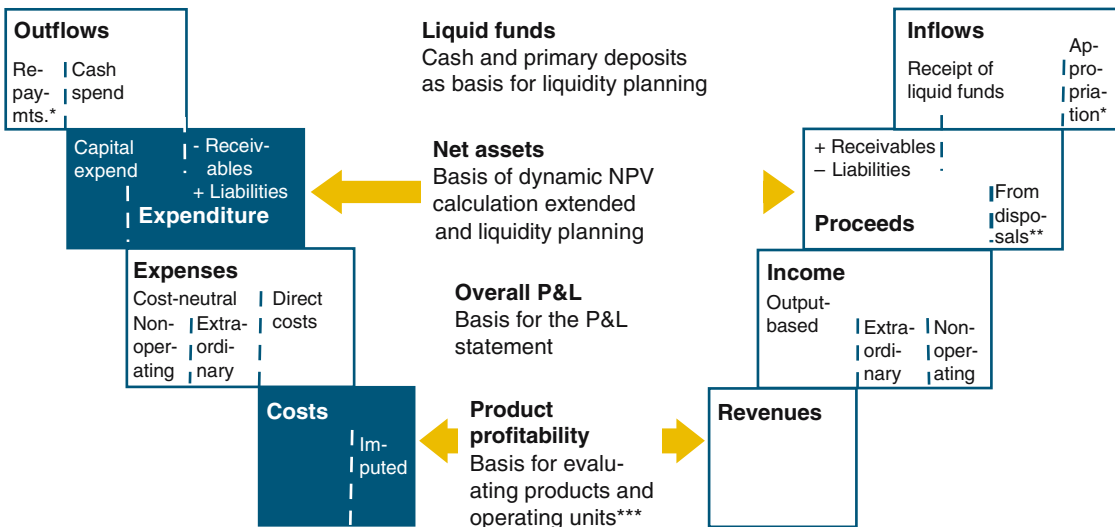 Outflows
Re-
pay-
mts.*
Cash
spend
Capital
expend
- Receiv-
ables
+ Liabilities
Expenditure
Expenses
Cost-neutral
Non-
oper-
ating
Extra-
ordi-
nary
Direct
costs
Costs
Im-
puted
Liquid funds
Cash and primary deposits
as basis for liquidity planning
Net assets
Basis of dynamic NPV
calculation extended
and liquidity planning
Overall P&L
Basis for the P&L
statement
Product
profitability
Basis for evalu-
ating products and
operating units***
Inflows
Receipt of
liquid funds
Ap-
pro-
pria-
tion*
+ Receivables
– Liabilities
Proceeds
From
dispo-
sals**
Income
Output-
based
Extra-
ordi-
nary
Non-
oper-
ating
Revenues